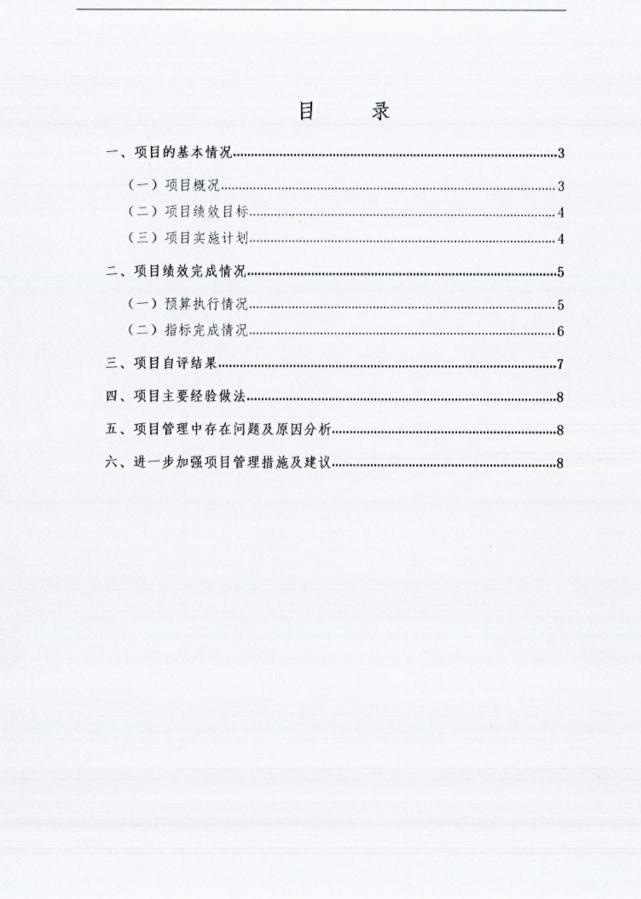 目 录
一、项目的基本情况................................................................3
（一）项目概况................................................................3
（二）项目绩效目标................................................................4
（三）项目实施计划................................................................4
二、项目绩效完成情况................................................................5
（一）预算执行情况................................................................5
（二）指标完成情况................................................................6
三、项目自评结果................................................................7
四、项目主要经验做法................................................................8
五、项目管理中存在问题及原因分析................................................8
六、进一步加强项目管理措施及建议................................................8